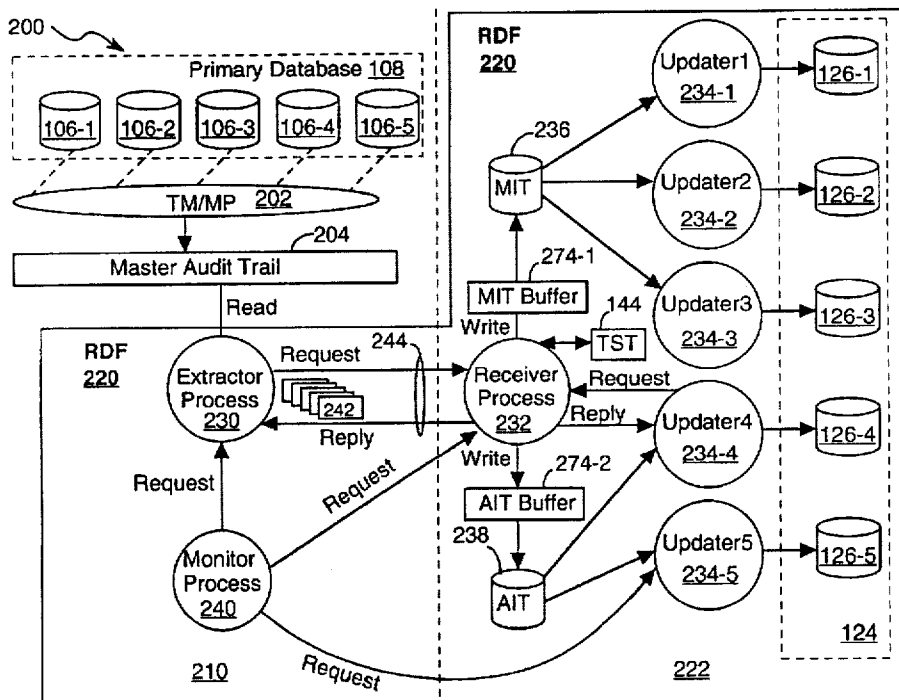 200
Primary Database 108
106-1 106-2 106-3 106-4 106-5
TM/MP 202
204
Master Audit Trail
Read
RDF
220
Extractor
Process
230
Request
242
Reply
244
Request
Monitor
Process
240
Request
Request
210
RDF
220
236
MIT
274-1
MIT Buffer
Write
144
TST
Receiver
Process
232
Request
Reply
Write
274-2
AIT Buffer
238
AIT
Updater1
234-1
Updater2
234-2
Updater3
234-3
Updater4
234-4
Updater5
234-5
126-1
126-2
126-3
126-4
126-5
124
222